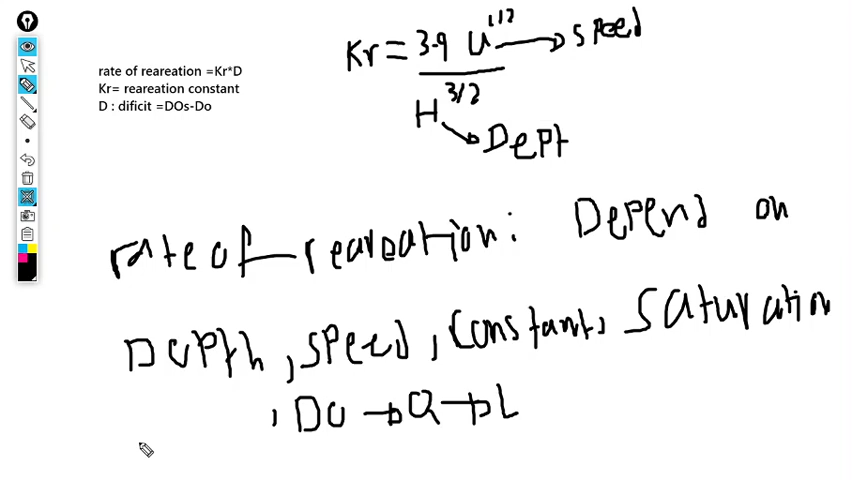 rate of reareation =Kr*D
Kr= reareation constant
D : dificit =DOs-Do
Kr = 3.9 U^1/2 → speed
H^3/2 → Dept
rate of reareation : Depend on
Depth , speed , constant , saturation
, Do → Q → L